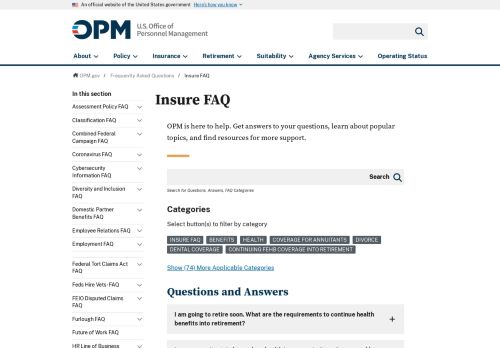 An official website of the United States government Here's how you know
OPM U.S. Office of
Personnel Management
About Policy Insurance Retirement Suitability Agency Services Operating Status
OPM.gov / Frequently Asked Questions / Insure FAQ
In this section
Assessment Policy FAQ
Classification FAQ
Combined Federal
Campaign FAQ
Coronavirus FAQ
Cybersecurity
Information FAQ
Diversity and Inclusion
FAQ
Domestic Partner
Benefits FAQ
Employee Relations FAQ
Employment FAQ
Federal Tort Claims Act
FAQ
Feds Hire Vets - FAQ
FEIO Disputed Claims
FAQ
Furlough FAQ
Future of Work FAQ
HR Line of Business
Insure FAQ
OPM is here to help. Get answers to your questions, learn about popular
topics, and find resources for more support.
Search
Search for Questions, Answers, FAQ Categories
Categories
Select button(s) to filter by category
INSURE FAQ BENEFITS HEALTH COVERAGE FOR ANNUITANTS DIVORCE
DENTAL COVERAGE CONTINUING FEHB COVERAGE INTO RETIREMENT
Show (74) More Applicable Categories
Questions and Answers
I am going to retire soon. What are the requirements to continue health
benefits into retirement?